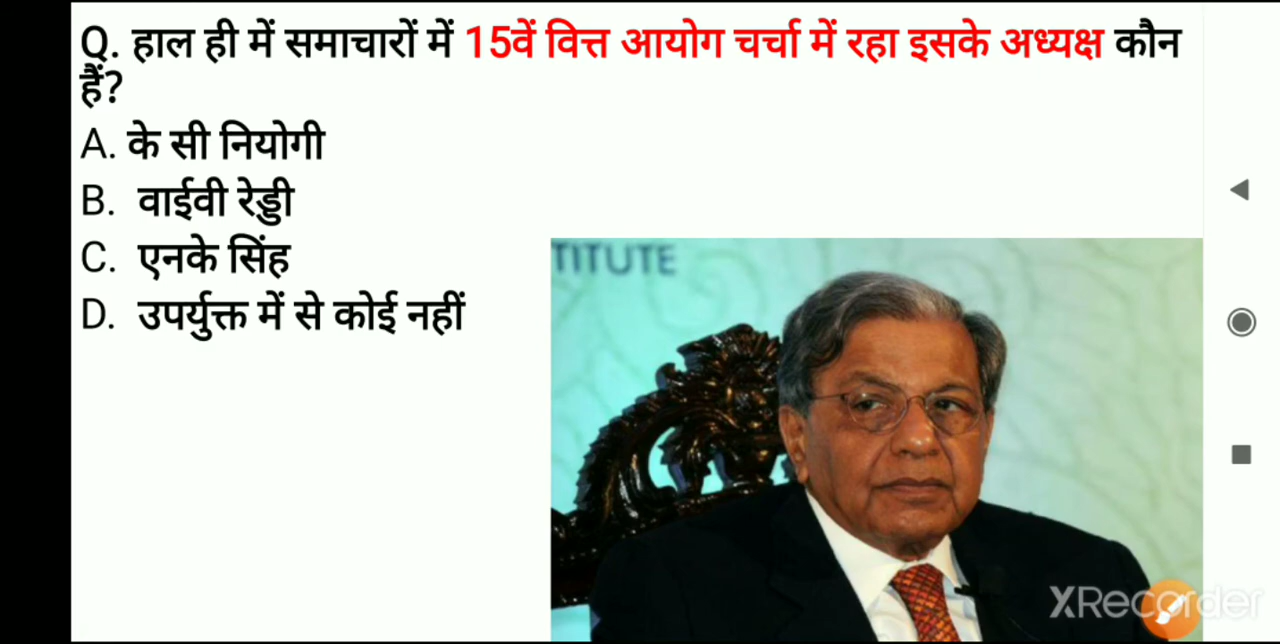 Q. हाल ही में समाचारों में 15वें वित्त आयोग चर्चा में रहा इसके अध्यक्ष कौन
हैं?
A. के सी नियोगी
B. वाईवी रेड्डी
C. एनके सिंह
D. उपर्युक्त में से कोई नहीं
TITUTE
XRecorder